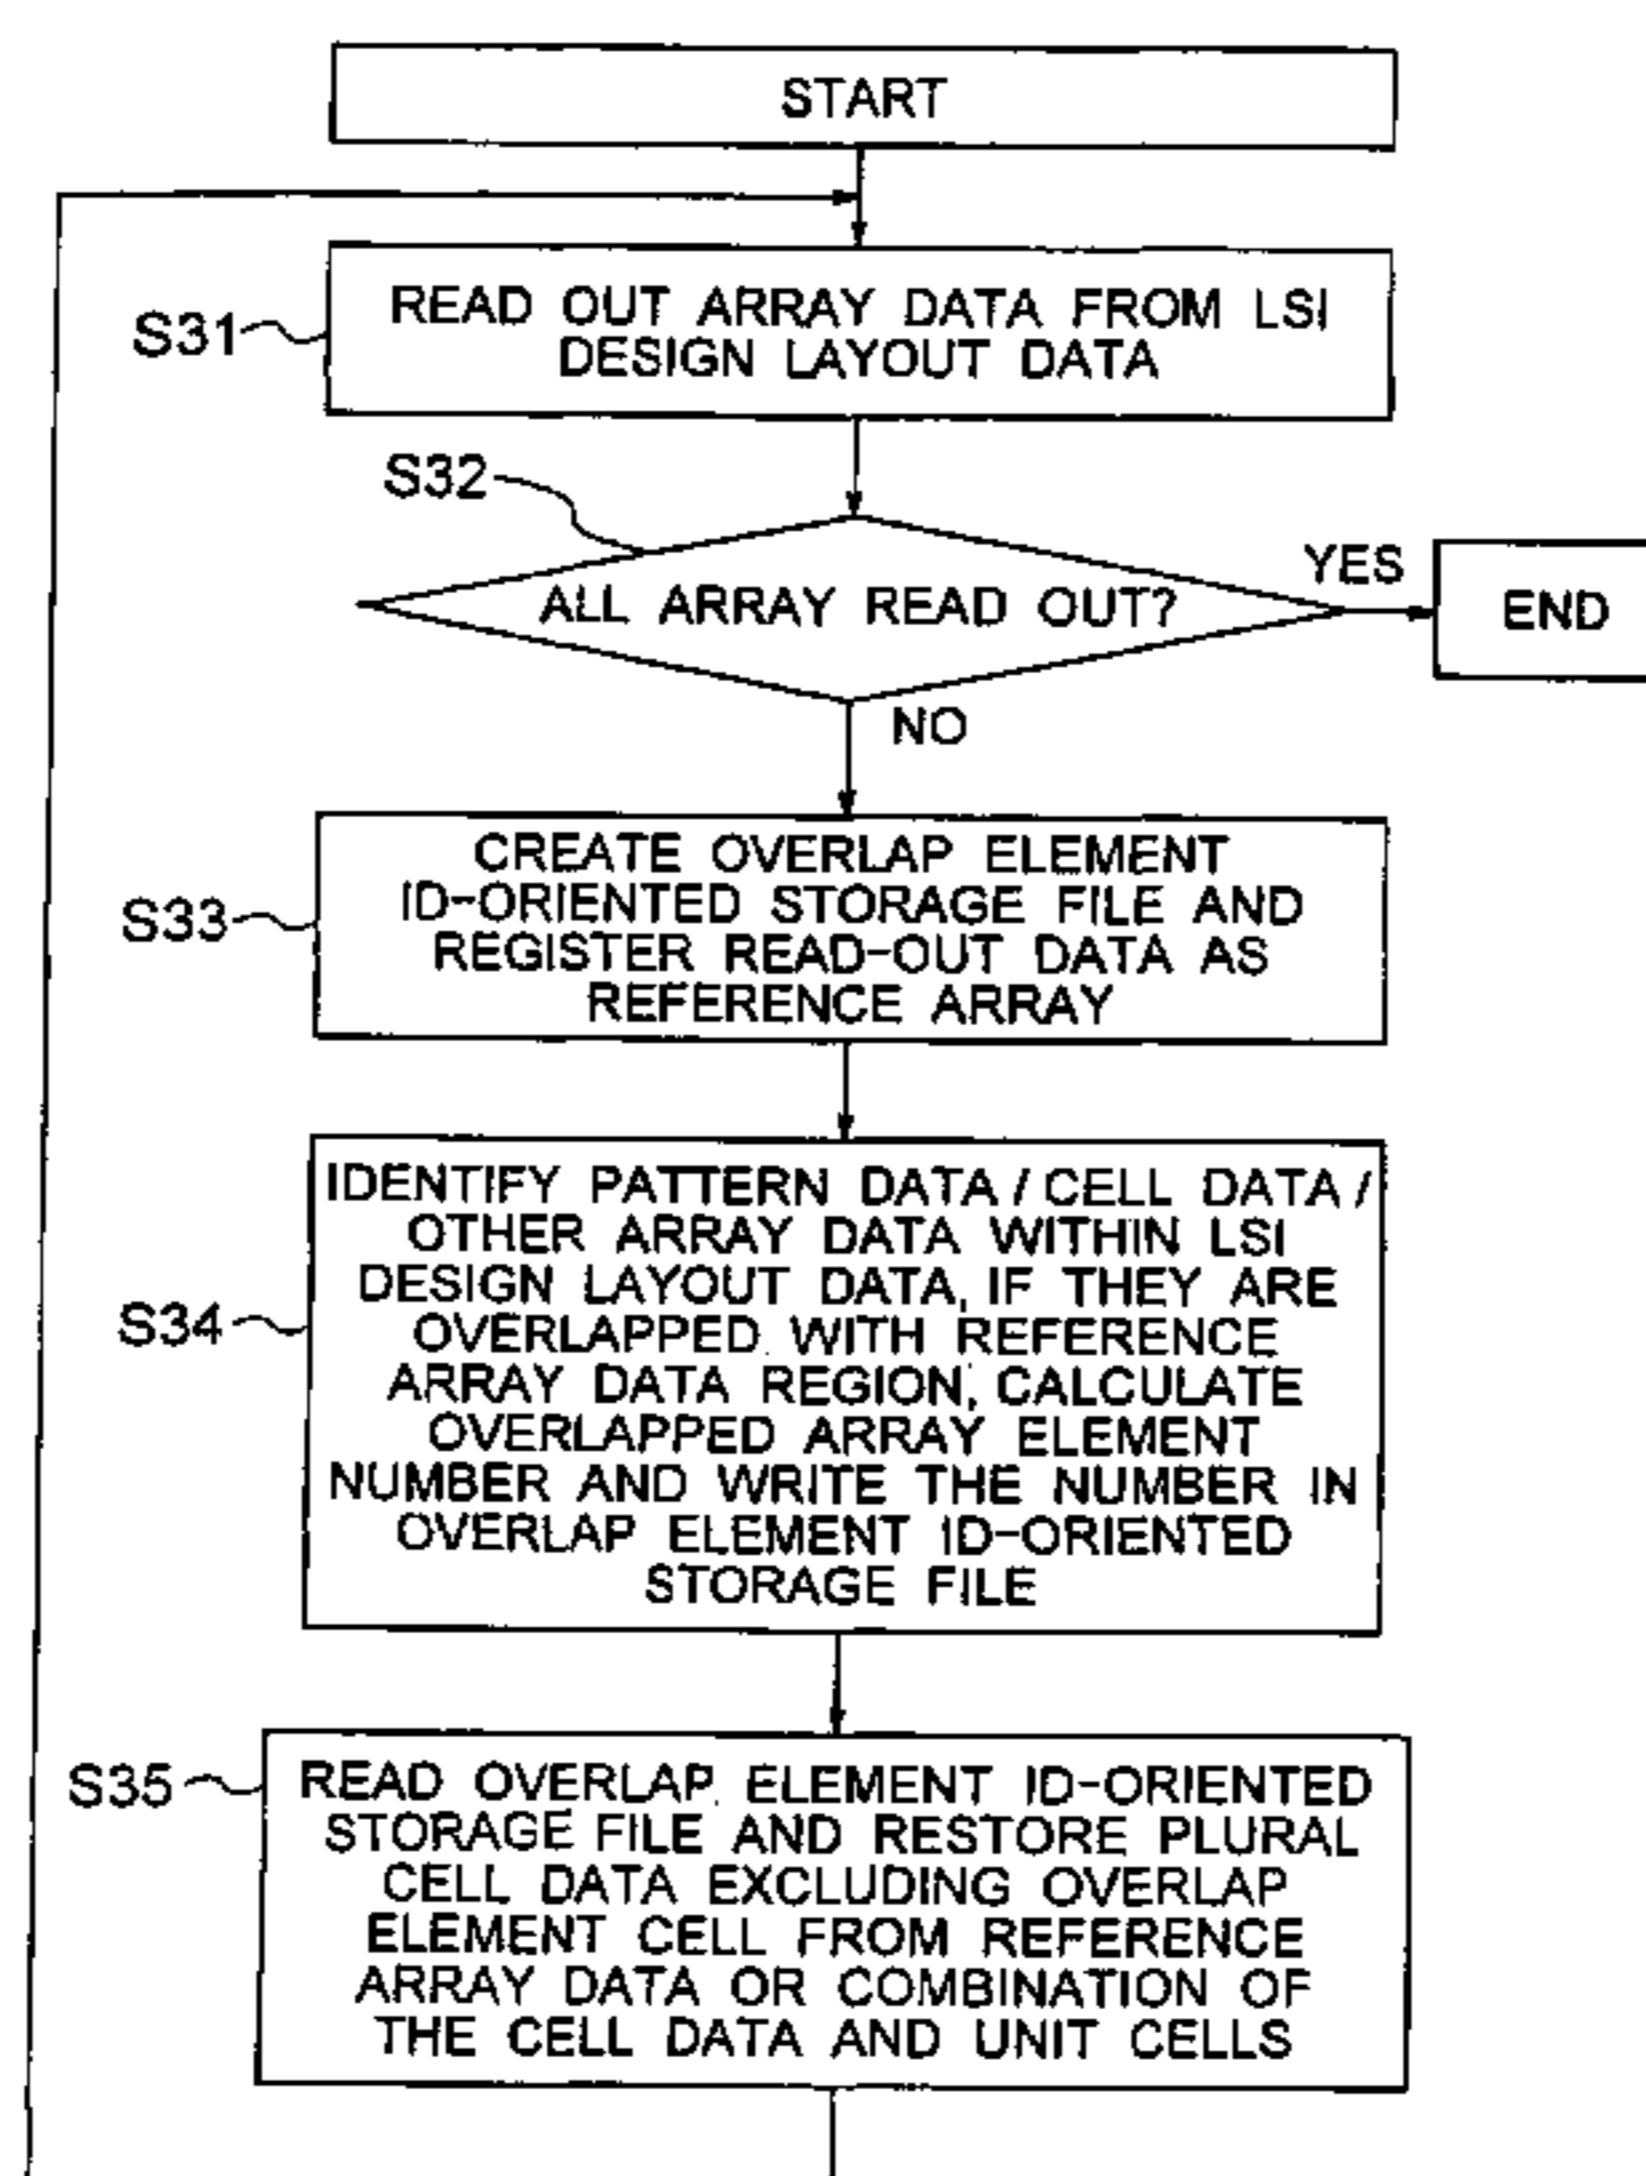 START
S31
READ OUT ARRAY DATA FROM LSI
DESIGN LAYOUT DATA
S32
ALL ARRAY READ OUT?
YES
END
NO
S33
CREATE OVERLAP ELEMENT
ID-ORIENTED STORAGE FILE AND
REGISTER READ-OUT DATA AS
REFERENCE ARRAY
S34
IDENTIFY PATTERN DATA / CELL DATA /
OTHER ARRAY DATA WITHIN LSI
DESIGN LAYOUT DATA, IF THEY ARE
OVERLAPPED WITH REFERENCE
ARRAY DATA REGION, CALCULATE
OVERLAPPED ARRAY ELEMENT
NUMBER AND WRITE THE NUMBER IN
OVERLAP ELEMENT ID-ORIENTED
STORAGE FILE
S35
READ OVERLAP ELEMENT ID-ORIENTED
STORAGE FILE AND RESTORE PLURAL
CELL DATA EXCLUDING OVERLAP
ELEMENT CELL FROM REFERENCE
ARRAY DATA OR COMBINATION OF
THE CELL DATA AND UNIT CELLS